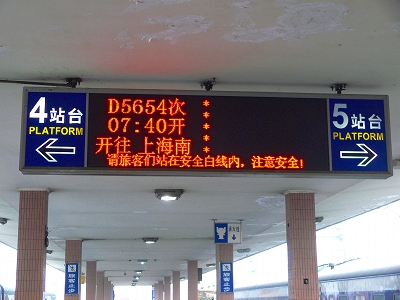 4站台
PLATFORM
D5654次 *
07:40开 *
*
开往 上海南 *
请旅客们站在安全白线内，注意安全！
5站台
PLATFORM